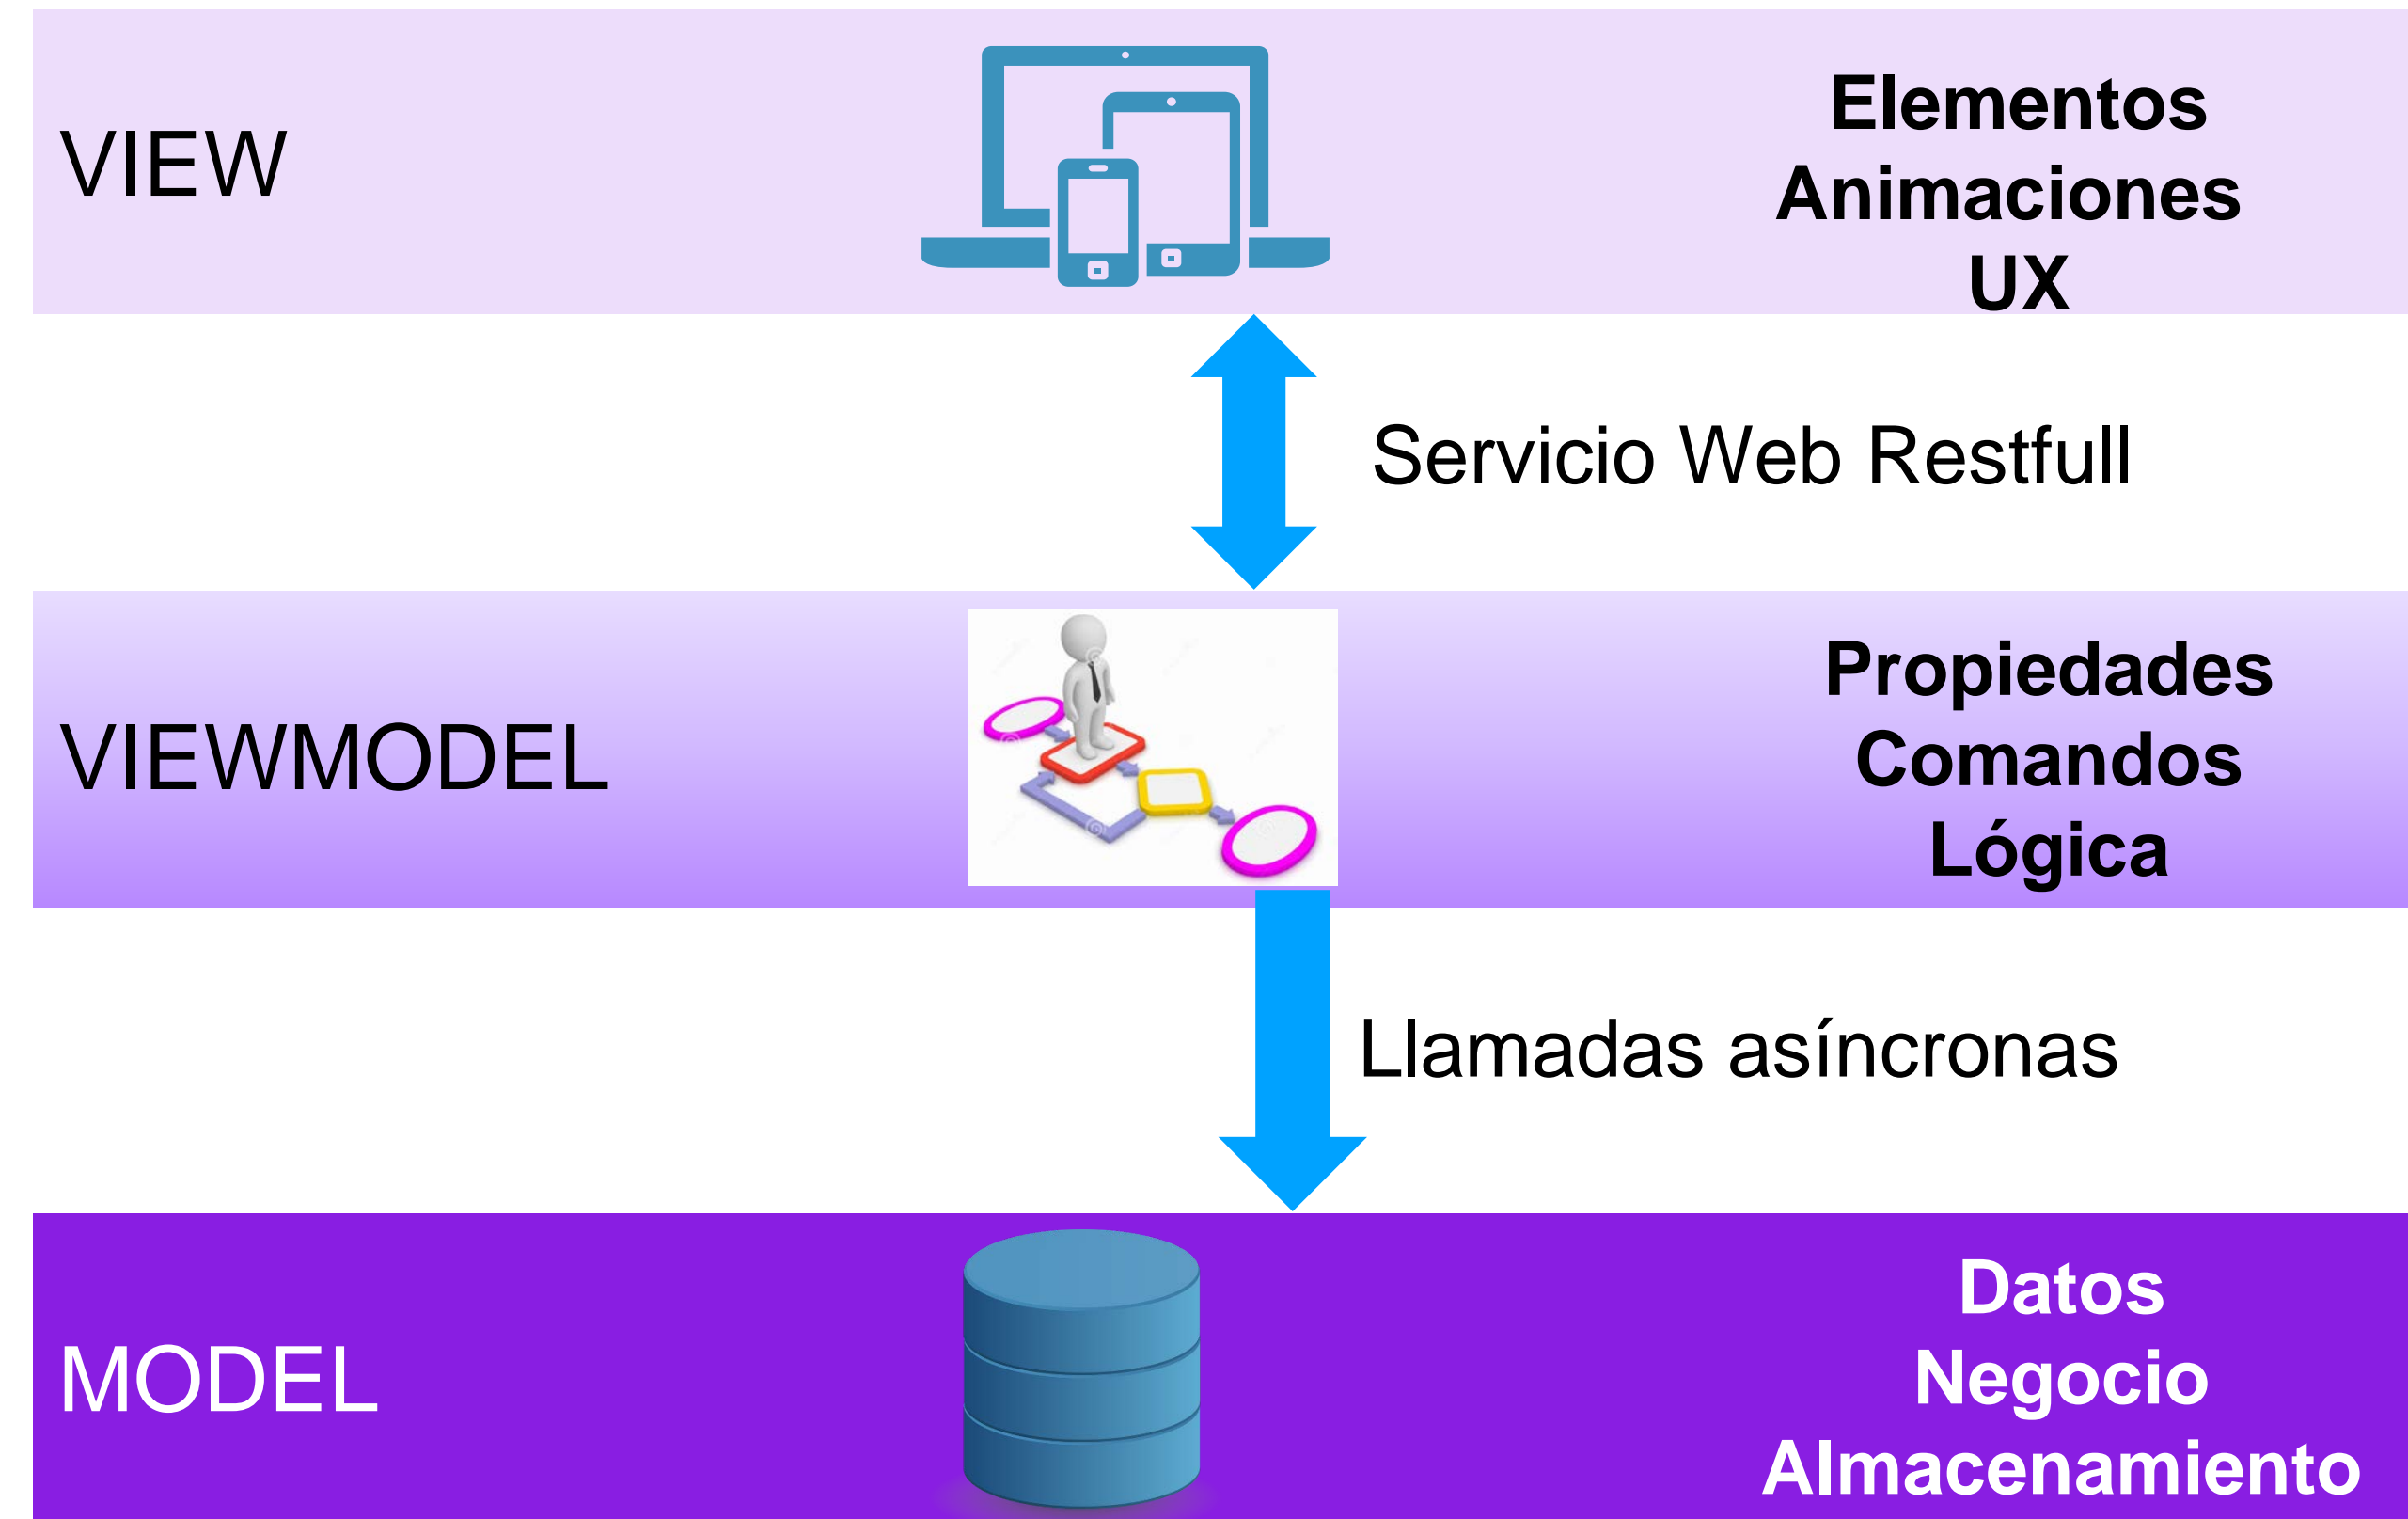 VIEW
Elementos
Animaciones
UX
Servicio Web Restfull
VIEWMODEL
Propiedades
Comandos
Lógica
Llamadas asíncronas
MODEL
Datos
Negocio
Almacenamiento